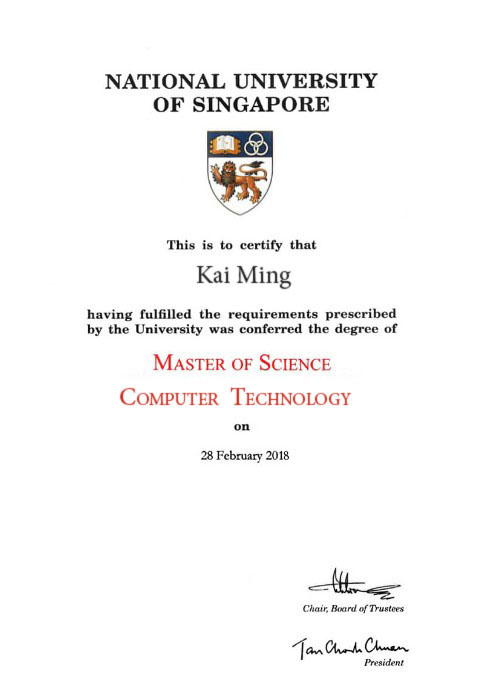 NATIONAL UNIVERSITY
OF SINGAPORE
This is to certify that
Kai Ming
having fulfilled the requirements prescribed
by the University was conferred the degree of
MASTER OF SCIENCE
COMPUTER TECHNOLOGY
on
28 February 2018
Chair, Board of Trustees
Tan Chorh Chuan
President